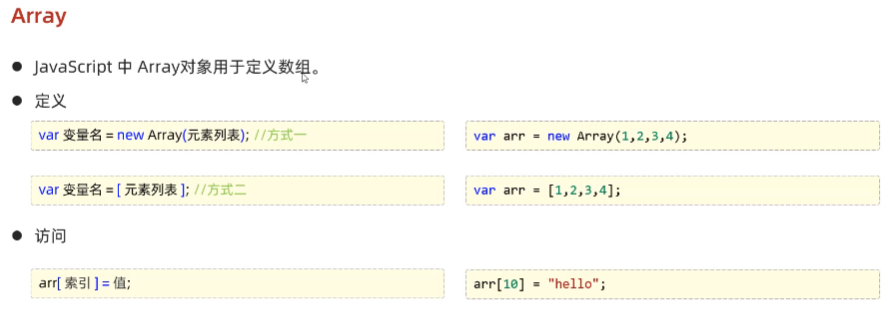 Array
JavaScript 中 Array对象用于定义数组。
定义
var 变量名 = new Array(元素列表); //方式一
var arr = new Array(1,2,3,4);
var 变量名 = [ 元素列表 ]; //方式二
var arr = [1,2,3,4];
访问
arr[ 索引 ] = 值;
arr[10] = "hello";